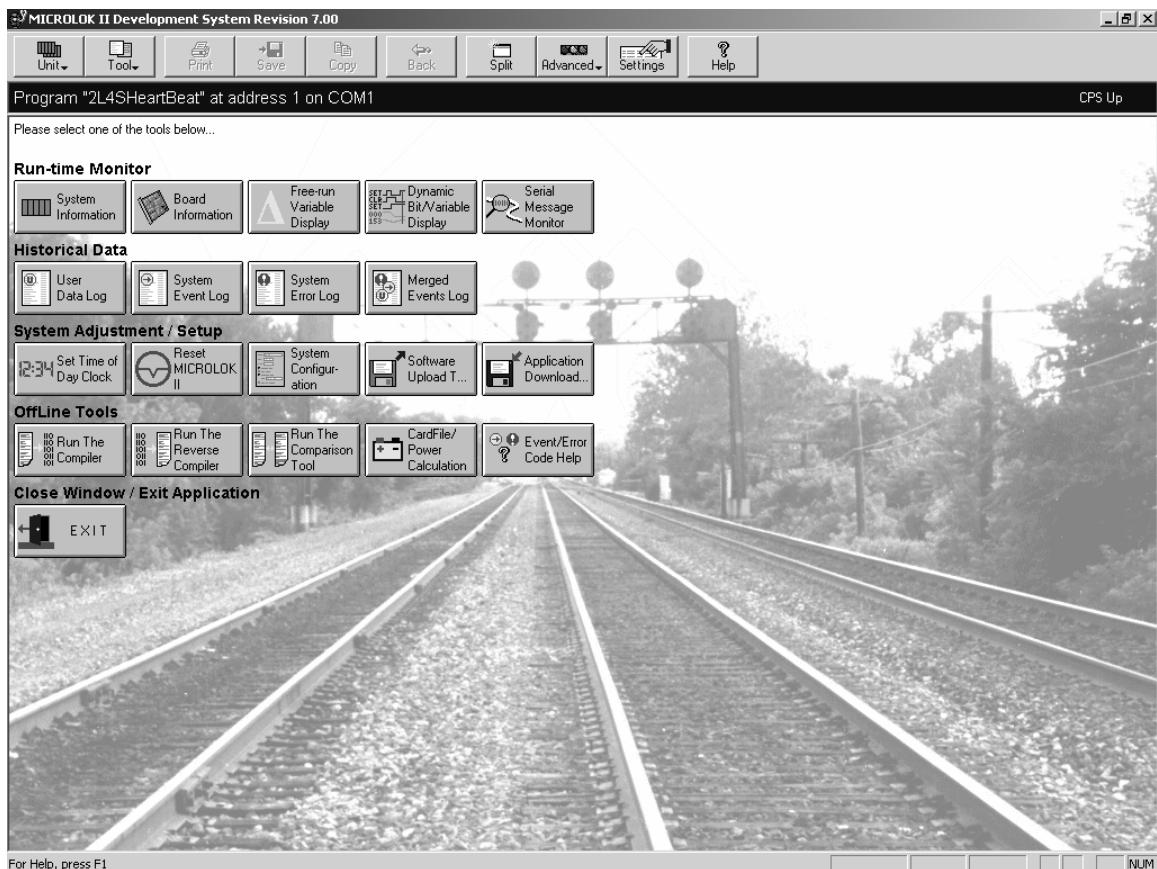 MICROLOK II Development System Revision 7.00
Unit Tool Print Save Copy Back Split Advanced Settings Help
Program "2L4SHeartBeat" at address 1 on COM1 CPS Up
Please select one of the tools below...
Run-time Monitor
System
Information
Board
Information
Free-run
Variable
Display
SET
CLR
SET
000
153
Dynamic
Bit/Variable
Display
Serial
Message
Monitor
Historical Data
User
Data Log
System
Event Log
System
Error Log
Merged
Events Log
System Adjustment / Setup
12:34
Set Time of
Day Clock
Reset
MICROLOK
II
System
Configur-
ation
Software
Upload T...
Application
Download...
OffLine Tools
Run The
Compiler
Run The
Reverse
Compiler
Run The
Comparison
Tool
CardFile/
Power
Calculation
Event/Error
Code Help
Close Window / Exit Application
EXIT
For Help, press F1 NUM